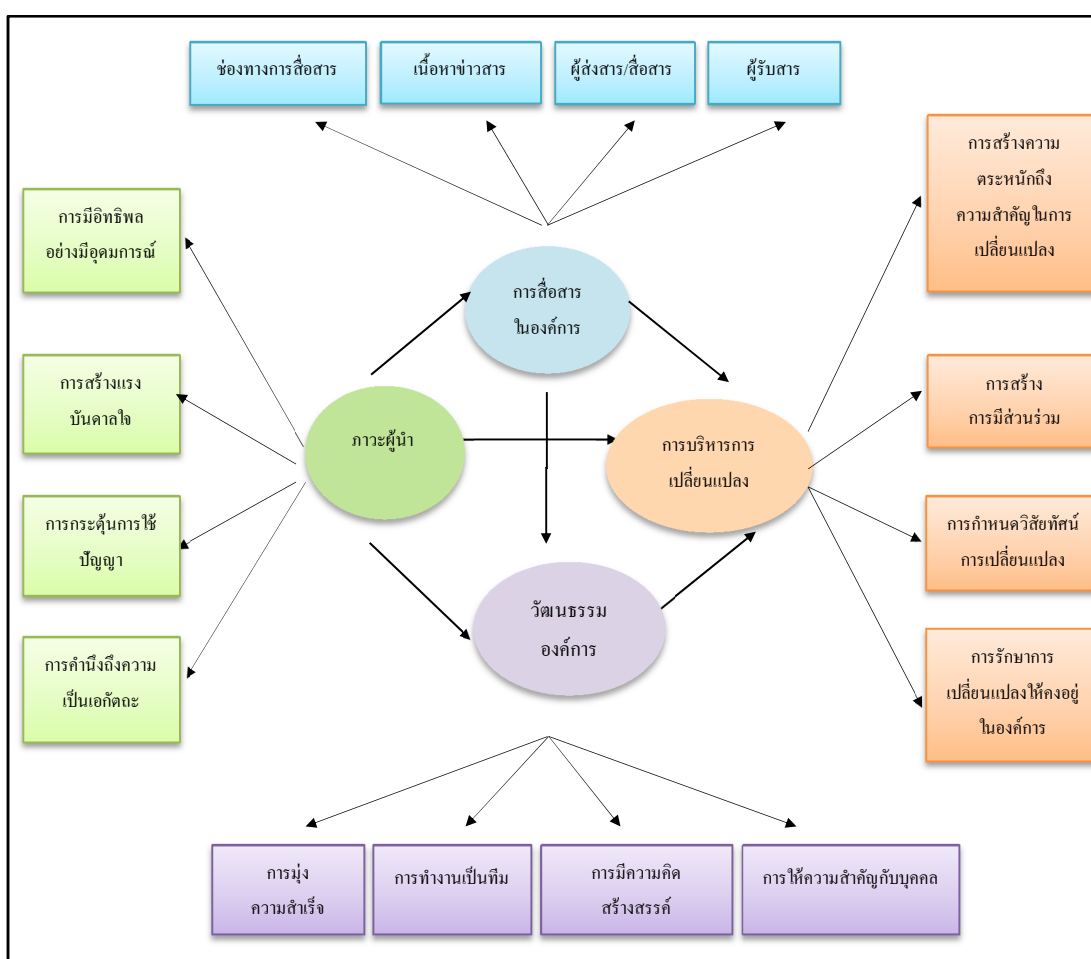 ช่องทางการสื่อสาร
เนื้อหาข่าวสาร
ผู้ส่งสาร/สื่อสาร
ผู้รับสาร
การสร้างความ
ตระหนักถึง
ความสำคัญในการ
เปลี่ยนแปลง
การมีอิทธิพล
อย่างมีอุดมการณ์
การสื่อสาร
ในองค์การ
การสร้างแรง
บันดาลใจ
ภาวะผู้นำ
การบริหารการ
เปลี่ยนแปลง
การสร้าง
การมีส่วนร่วม
การกระตุ้นการใช้
ปัญญา
การกำหนดวิสัยทัศน์
การเปลี่ยนแปลง
วัฒนธรรม
องค์การ
การคำนึงถึงความ
เป็นเอกัตถะ
การรักษาการ
เปลี่ยนแปลงให้คงอยู่
ในองค์การ
การมุ่ง
ความสำเร็จ
การทำงานเป็นทีม
การมีความคิด
สร้างสรรค์
การให้ความสำคัญกับบุคคล